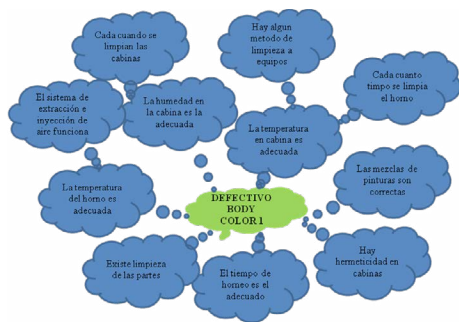 Cada cuando se
limpian las
cabinas
Hay algun
metodo de
limpieza a
equipos
Cada cuanto
timpo se limpia
el horno
El sistema de
extracción e
inyección de
aire funciona
La humedad en
la cabina es la
adecuada
La temperatura
en cabina es
adecuada
La temperatura
del horno es
adecuada
Las mezclas de
pinturas son
correctas
DEFECTIVO
BODY
COLOR 1
Existe limpieza
de las partes
El tiempo de
horneo es el
adecuado
Hay
hermeticidad en
cabinas